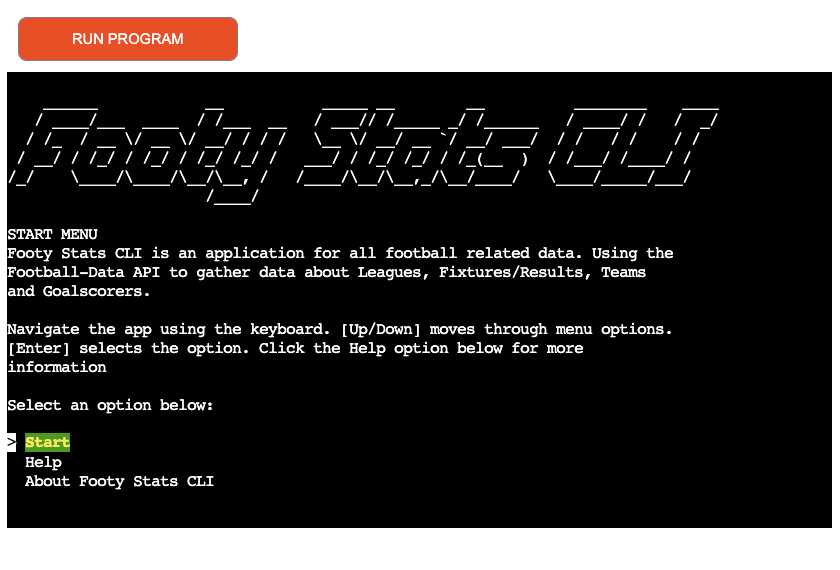 RUN PROGRAM
Footy Stats CLI
START MENU
Footy Stats CLI is an application for all football related data. Using the
Football-Data API to gather data about Leagues, Fixtures/Results, Teams
and Goalscorers.
Navigate the app using the keyboard. [Up/Down] moves through menu options.
[Enter] selects the option. Click the Help option below for more
information
Select an option below:
> Start
Help
About Footy Stats CLI